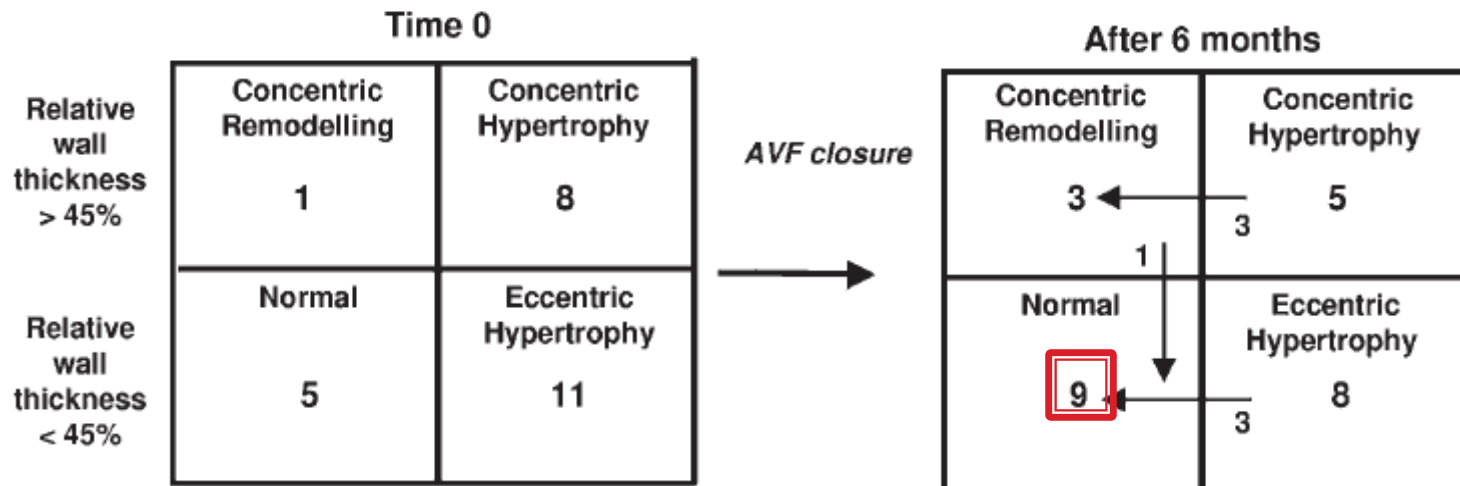 Time 0
Relative
wall
thickness
> 45%
Concentric
Remodelling
1
Concentric
Hypertrophy
8
Relative
wall
thickness
< 45%
Normal
5
Eccentric
Hypertrophy
11
AVF closure
After 6 months
Concentric
Remodelling
3
Concentric
Hypertrophy
5
3
1
Normal
9
Eccentric
Hypertrophy
8
3